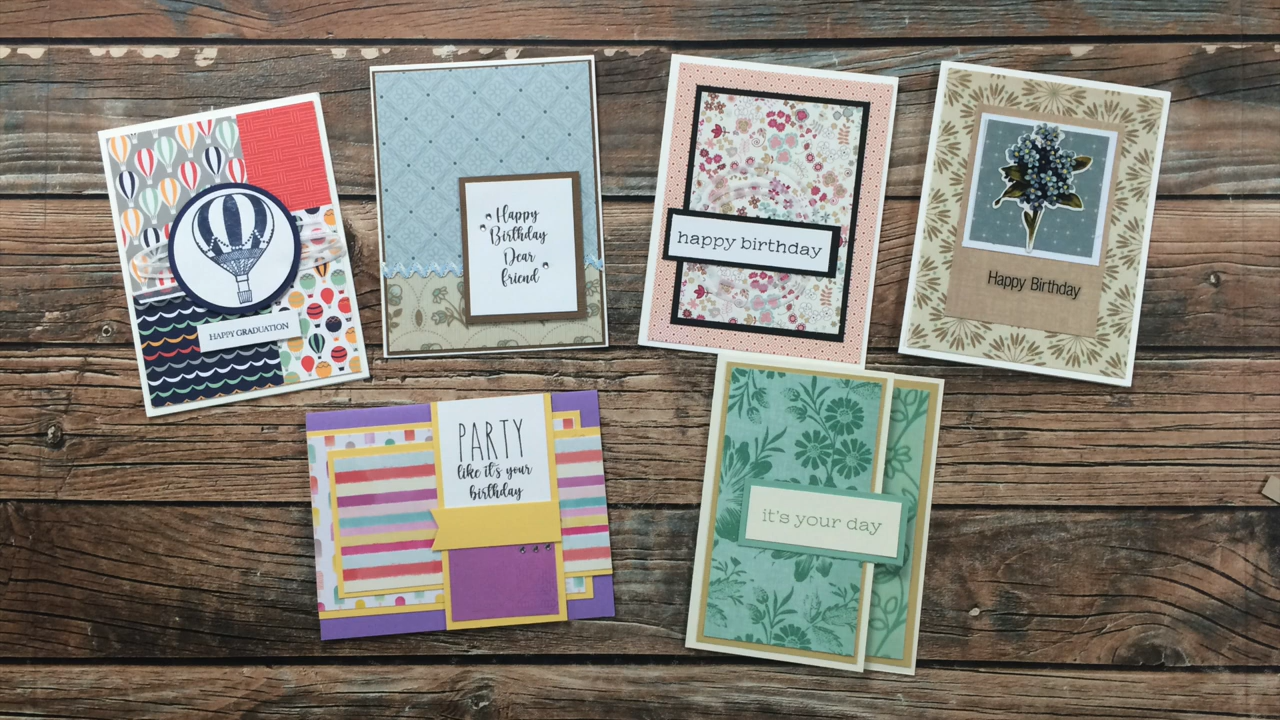 HAPPY GRADUATION
Happy
Birthday
Dear
friend
happy birthday
Happy Birthday
PARTY
like it's your
birthday
it's your day